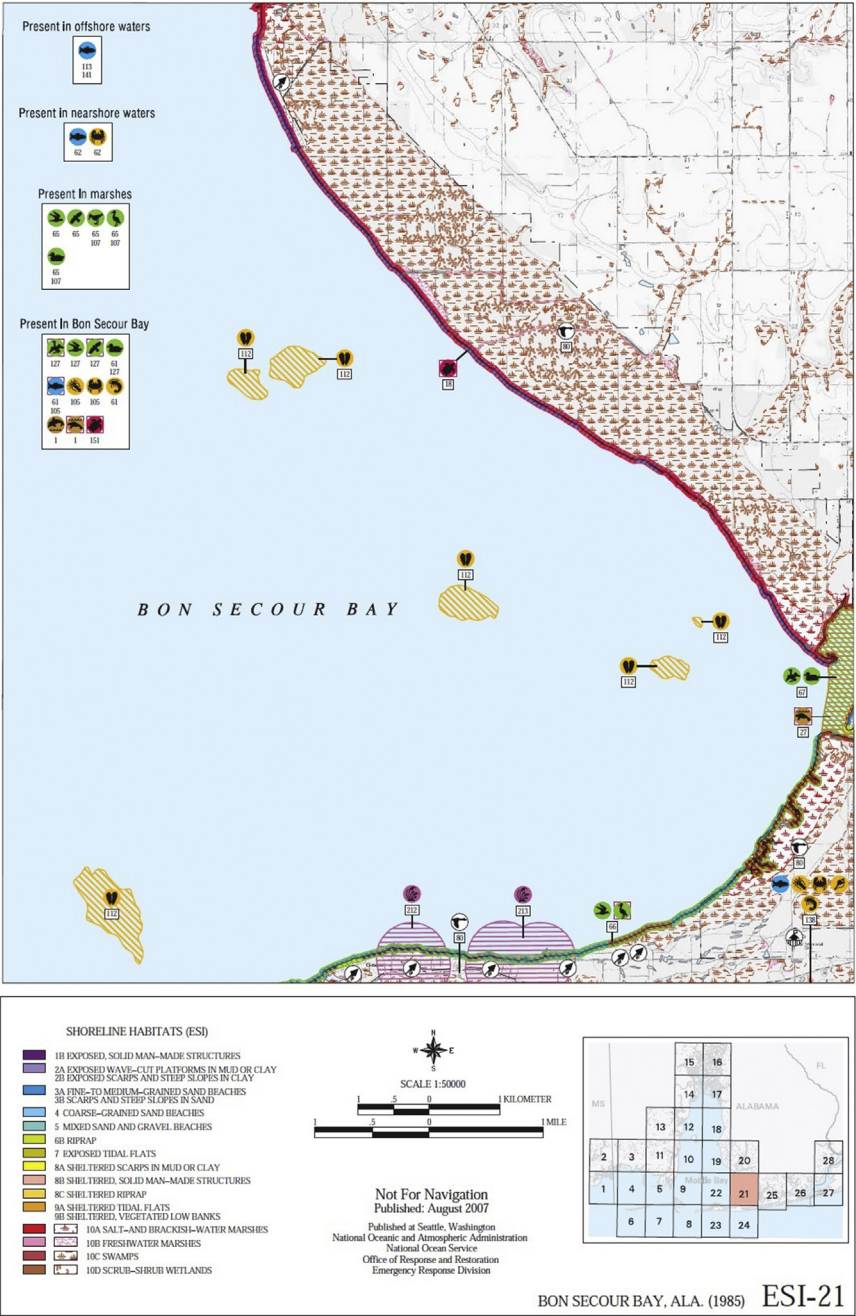 Present in offshore waters
113
141
Present in nearshore waters
62 62
Present In marshes
65 65 65 65
107 107
65
107
Present In Bon Secour Bay
127 127 127 61
127
61 105 105 61
105
1 1 151
112
112
18
80
112
112
112
67
27
112
212
80
213
66
80
138
BON SECOUR BAY
SHORELINE HABITATS (ESI)
1B EXPOSED, SOLID MAN-MADE STRUCTURES
2A EXPOSED WAVE-CUT PLATFORMS IN MUD OR CLAY
2B EXPOSED SCARPS AND STEEP SLOPES IN CLAY
3A FINE-TO MEDIUM-GRAINED SAND BEACHES
3B SCARPS AND STEEP SLOPES IN SAND
4 COARSE-GRAINED SAND BEACHES
5 MIXED SAND AND GRAVEL BEACHES
6B RIPRAP
7 EXPOSED TIDAL FLATS
8A SHELTERED SCARPS IN MUD OR CLAY
8B SHELTERED, SOLID MAN-MADE STRUCTURES
8C SHELTERED RIPRAP
9A SHELTERED TIDAL FLATS
9B SHELTERED, VEGETATED LOW BANKS
10A SALT-AND BRACKISH-WATER MARSHES
10B FRESHWATER MARSHES
10C SWAMPS
10D SCRUB-SHRUB WETLANDS
N
W E
S
SCALE 1:50000
1 .5 0 1 KILOMETER
1 .5 0 1 MILE
Not For Navigation
Published: August 2007
Published at Seattle, Washington
National Oceanic and Atmospheric Administration
National Ocean Service
Office of Response and Restoration
Emergency Response Division
MS
ALABAMA
FL
Mobile Bay
15 16
14 17
13 12 18
2 3 11 10 19 20 28
1 4 5 9 22 21 25 26 27
6 7 8 23 24
BON SECOUR BAY, ALA. (1985) ESI-21